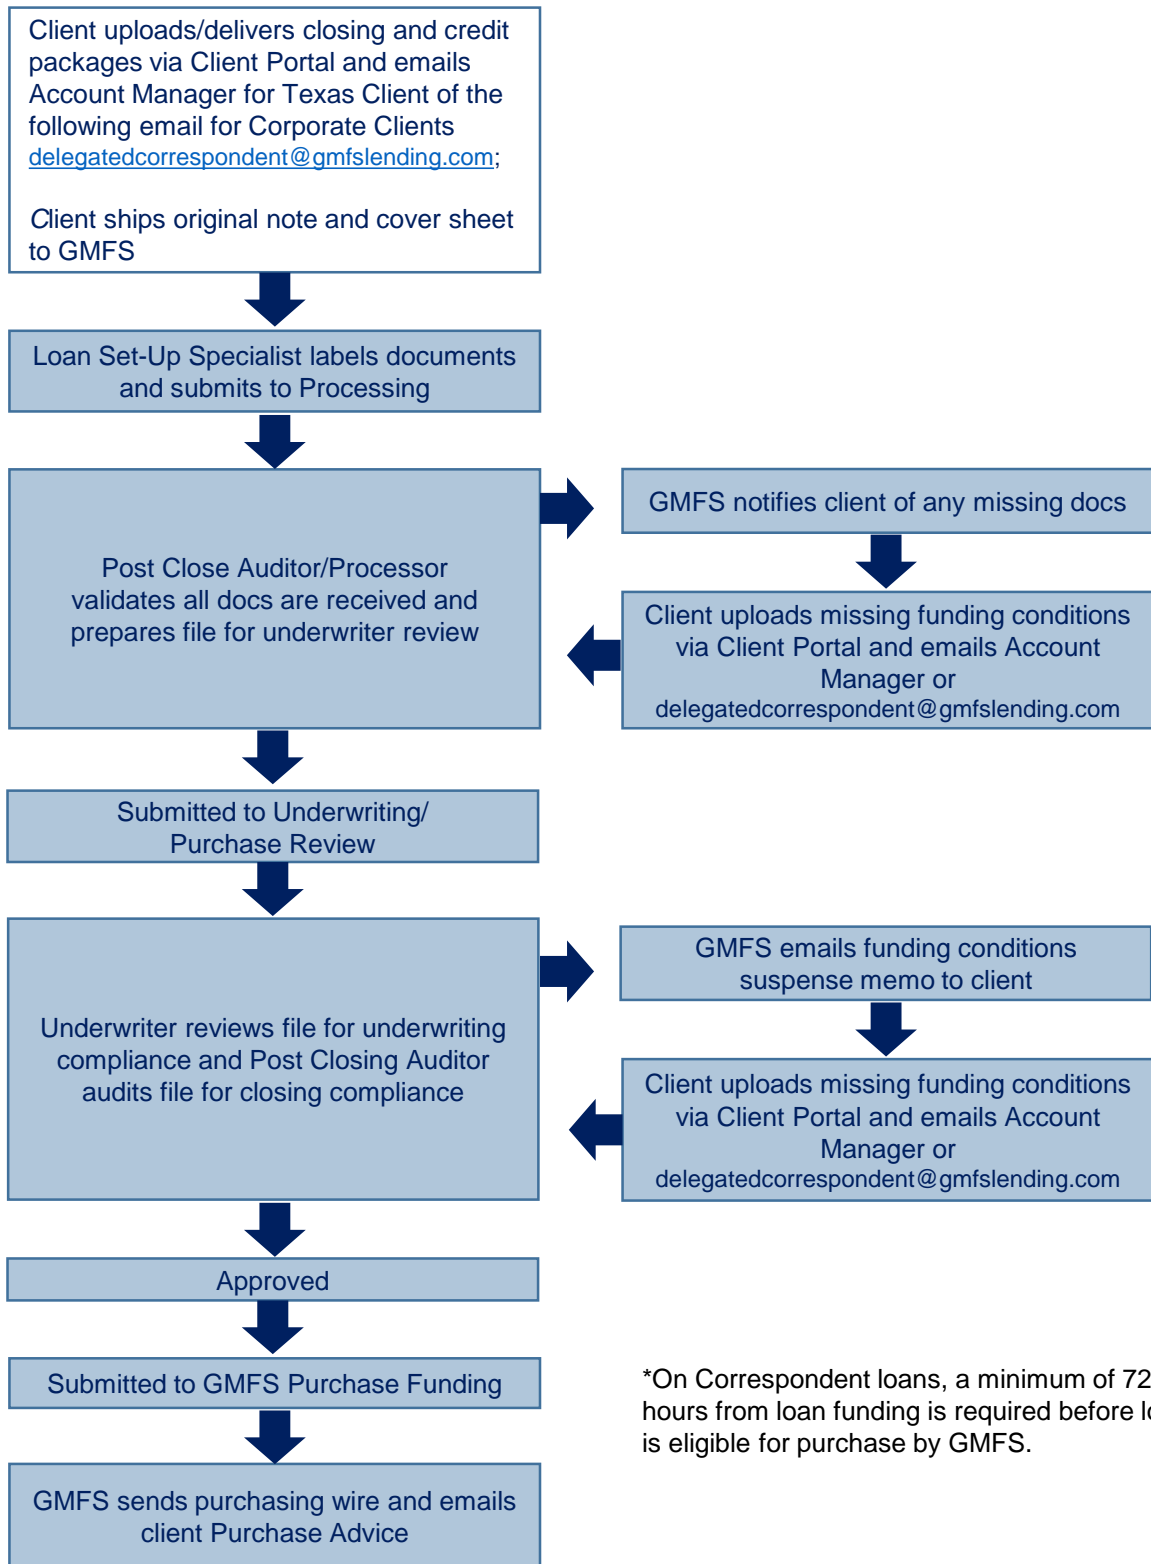 Client uploads/delivers closing and credit
packages via Client Portal and emails
Account Manager for Texas Client of the
following email for Corporate Clients
delegatedcorrespondent@gmfslending.com;
Client ships original note and cover sheet
to GMFS
Loan Set-Up Specialist labels documents
and submits to Processing
Post Close Auditor/Processor
validates all docs are received and
prepares file for underwriter review
GMFS notifies client of any missing docs
Client uploads missing funding conditions
via Client Portal and emails Account
Manager or
delegatedcorrespondent@gmfslending.com
Submitted to Underwriting/
Purchase Review
Underwriter reviews file for underwriting
compliance and Post Closing Auditor
audits file for closing compliance
GMFS emails funding conditions
suspense memo to client
Client uploads missing funding conditions
via Client Portal and emails Account
Manager or
delegatedcorrespondent@gmfslending.com
Approved
Submitted to GMFS Purchase Funding
*On Correspondent loans, a minimum of 72
hours from loan funding is required before
is eligible for purchase by GMFS.
GMFS sends purchasing wire and emails
client Purchase Advice